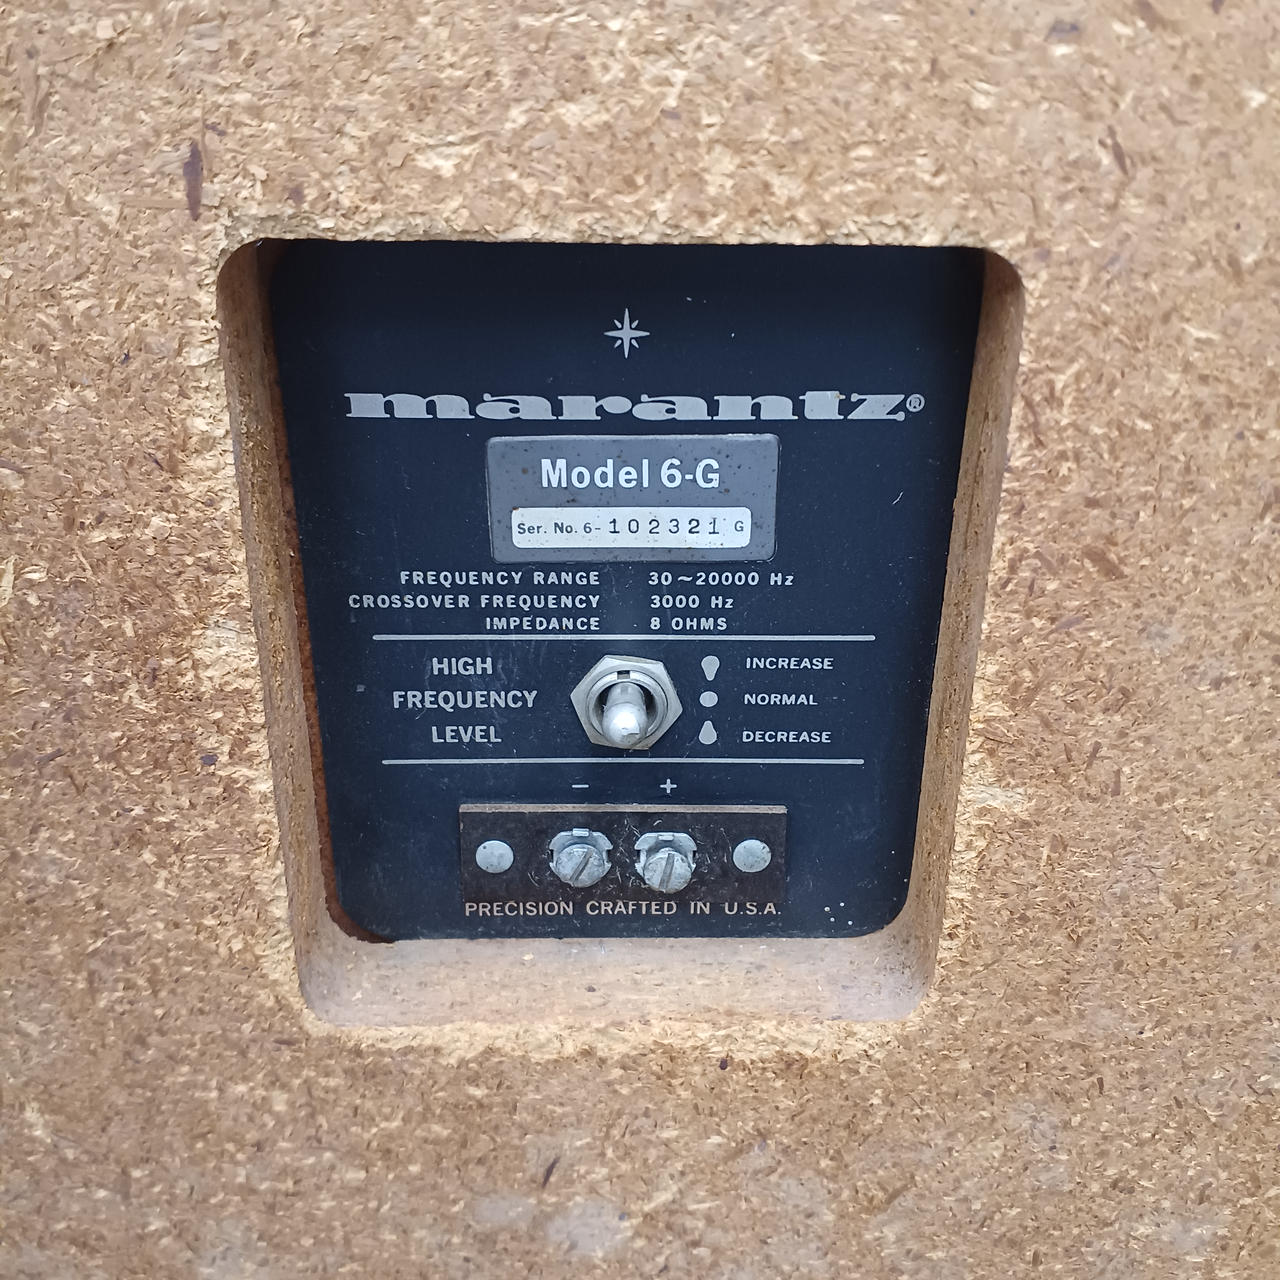 marantz®
Model 6-G
Ser. No. 6-102321 G
FREQUENCY RANGE 30~20000 Hz
CROSSOVER FREQUENCY 3000 Hz
IMPEDANCE 8 OHMS
HIGH INCREASE
FREQUENCY NORMAL
LEVEL DECREASE
− +
PRECISION CRAFTED IN U.S.A.